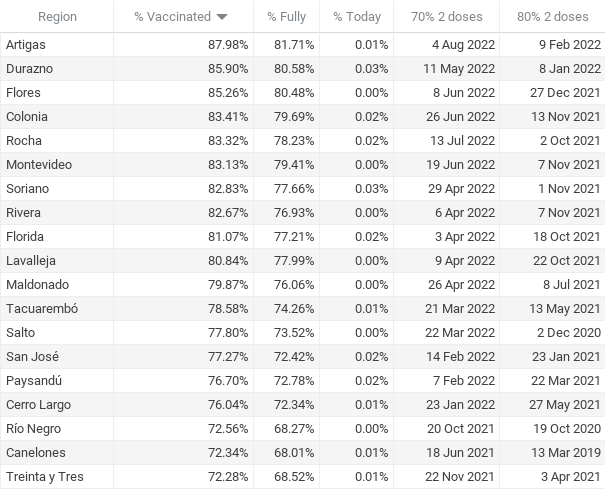 Region % Vaccinated % Fully % Today 70% 2 doses 80% 2 doses
Artigas 87.98% 81.71% 0.01% 4 Aug 2022 9 Feb 2022
Durazno 85.90% 80.58% 0.03% 11 May 2022 8 Jan 2022
Flores 85.26% 80.48% 0.00% 8 Jun 2022 27 Dec 2021
Colonia 83.41% 79.69% 0.02% 26 Jun 2022 13 Nov 2021
Rocha 83.32% 78.23% 0.02% 13 Jul 2022 2 Oct 2021
Montevideo 83.13% 79.41% 0.00% 19 Jun 2022 7 Nov 2021
Soriano 82.83% 77.66% 0.03% 29 Apr 2022 1 Nov 2021
Rivera 82.67% 76.93% 0.00% 6 Apr 2022 7 Nov 2021
Florida 81.07% 77.21% 0.02% 3 Apr 2022 18 Oct 2021
Lavalleja 80.84% 77.99% 0.00% 9 Apr 2022 22 Oct 2021
Maldonado 79.87% 76.06% 0.00% 26 Apr 2022 8 Jul 2021
Tacuarembó 78.58% 74.26% 0.01% 21 Mar 2022 13 May 2021
Salto 77.80% 73.52% 0.00% 22 Mar 2022 2 Dec 2020
San José 77.27% 72.42% 0.02% 14 Feb 2022 23 Jan 2021
Paysandú 76.70% 72.78% 0.02% 7 Feb 2022 22 Mar 2021
Cerro Largo 76.04% 72.34% 0.01% 23 Jan 2022 27 May 2021
Río Negro 72.56% 68.27% 0.00% 20 Oct 2021 19 Oct 2020
Canelones 72.34% 68.01% 0.01% 18 Jun 2021 13 Mar 2019
Treinta y Tres 72.28% 68.52% 0.01% 22 Nov 2021 3 Apr 2021